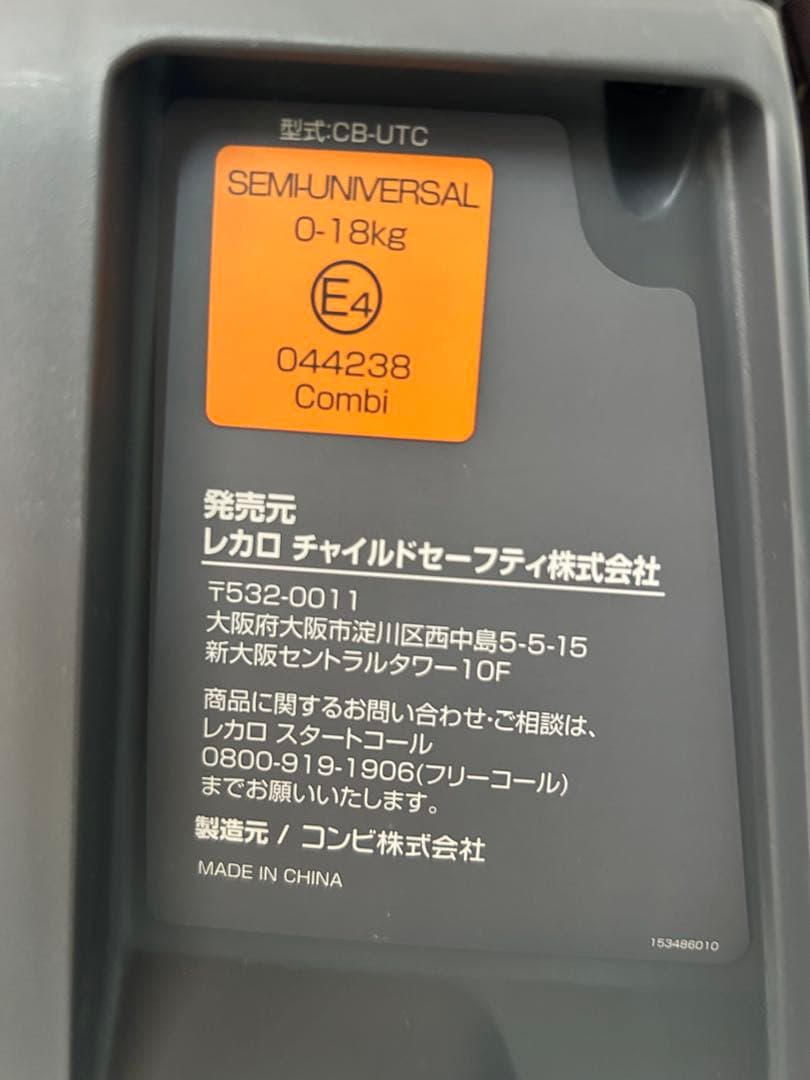 型式:CB-UTC
SEMI-UNIVERSAL
0-18kg
E4
044238
Combi
発売元
レカロ チャイルドセーフティ株式会社
〒532-0011
大阪府大阪市淀川区西中島5-5-15
新大阪セントラルタワー10F
商品に関するお問い合わせ・ご相談は、
レカロ スタートコール
0800-919-1906(フリーコール)
までお願いいたします。
製造元 / コンビ株式会社
MADE IN CHINA
153486010